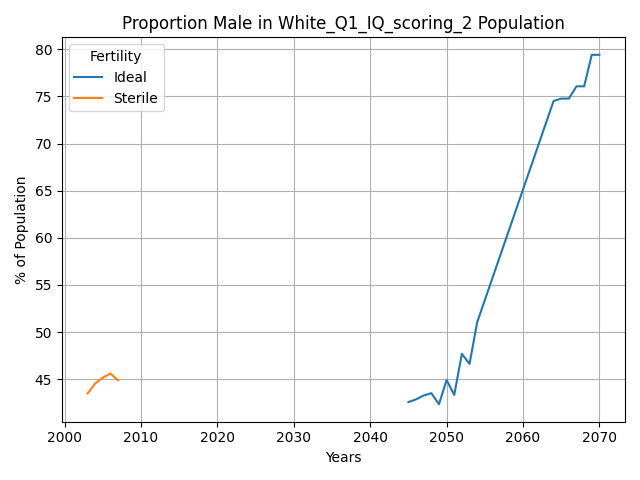 Proportion Male in White_Q1_IQ_scoring_2 Population
Fertility
Ideal
Sterile
% of Population
80
75
70
65
60
55
50
45
2000 2010 2020 2030 2040 2050 2060 2070
Years